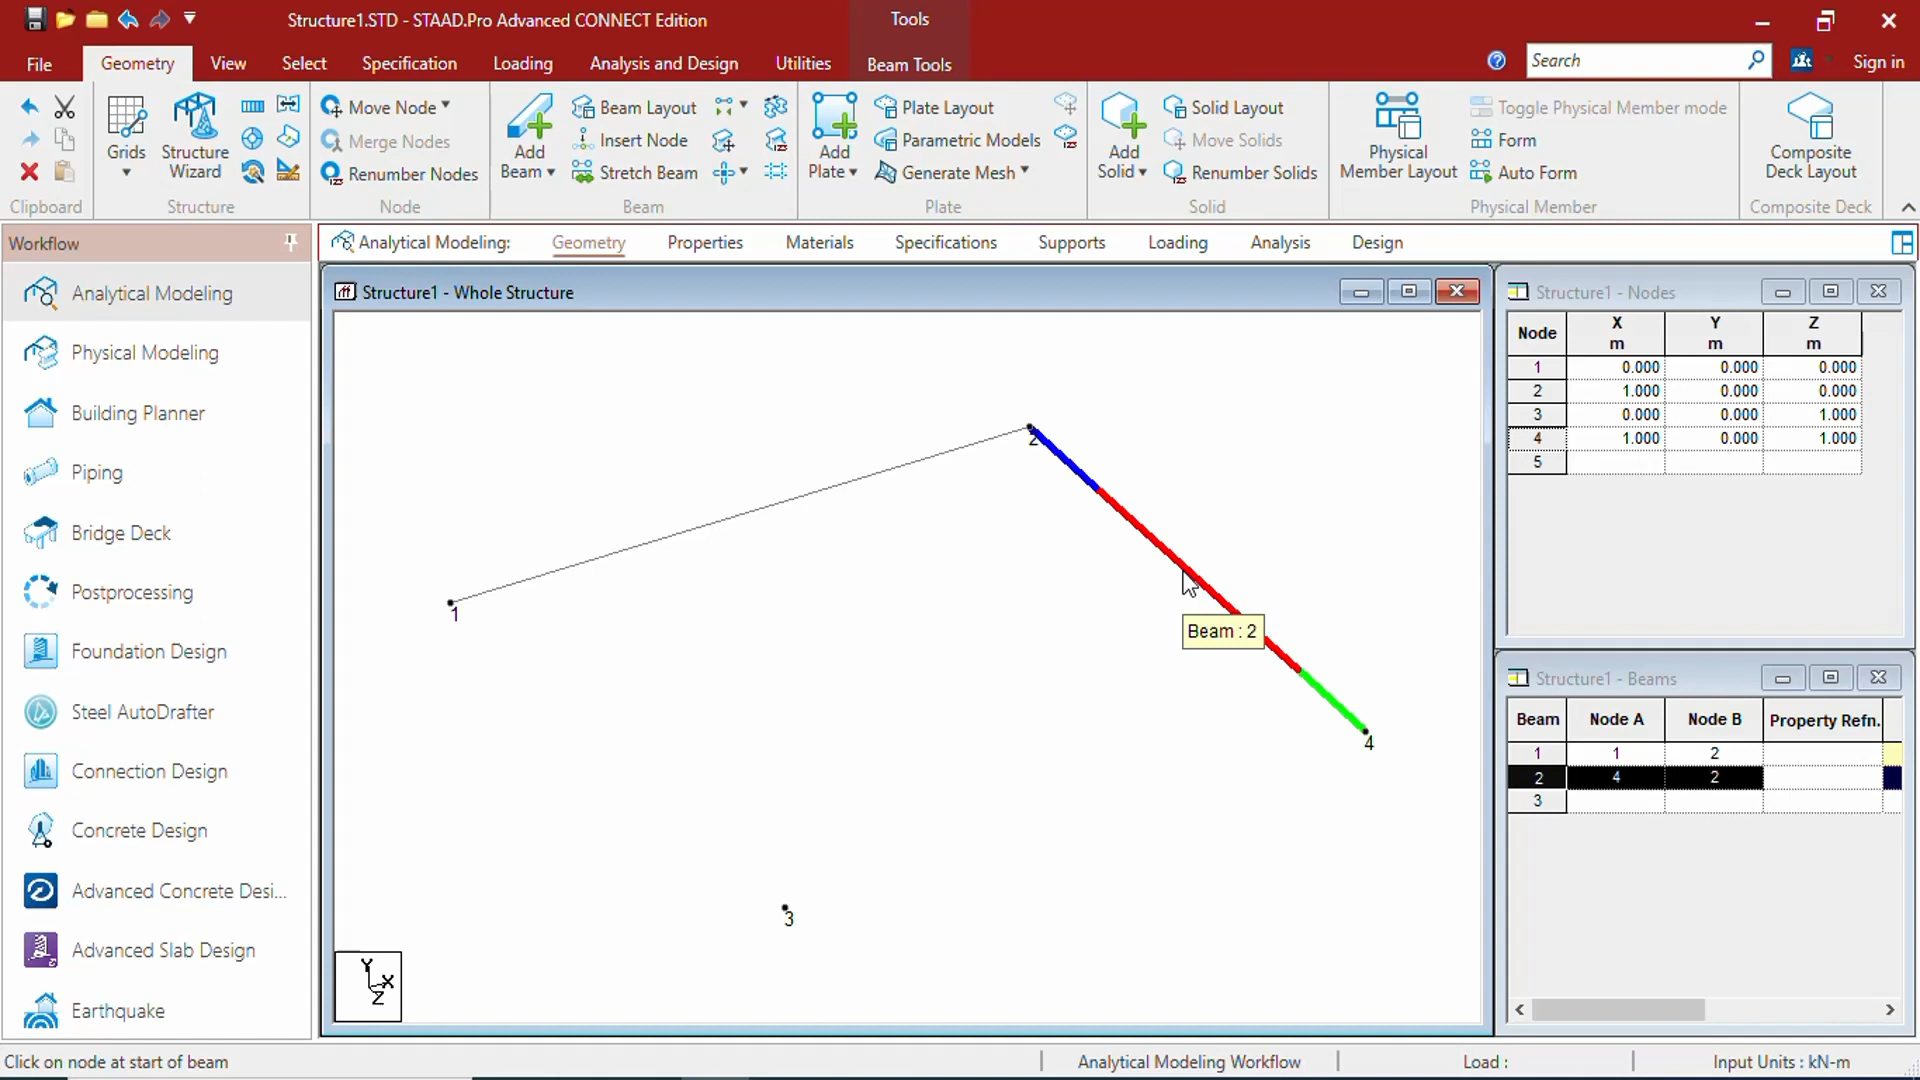 Structure1.STD - STAAD.Pro Advanced CONNECT Edition
Tools
File
Geometry
View
Select
Specification
Loading
Analysis and Design
Utilities
Beam Tools
Search
Sign in
Grids
Structure
Wizard
Move Node
Merge Nodes
Renumber Nodes
Add
Beam
Beam Layout
Insert Node
Stretch Beam
Add
Plate
Plate Layout
Parametric Models
Generate Mesh
Add
Solid
Solid Layout
Move Solids
Renumber Solids
Physical
Member Layout
Toggle Physical Member mode
Form
Auto Form
Composite
Deck Layout
Clipboard
Structure
Node
Beam
Plate
Solid
Physical Member
Composite Deck
Workflow
Analytical Modeling:
Geometry
Properties
Materials
Specifications
Supports
Loading
Analysis
Design
Analytical Modeling
Physical Modeling
Building Planner
Piping
Bridge Deck
Postprocessing
Foundation Design
Steel AutoDrafter
Connection Design
Concrete Design
Advanced Concrete Desi...
Advanced Slab Design
Earthquake
Structure1 - Whole Structure
2
1
Beam : 2
4
3
Y
X
Z
Structure1 - Nodes
Node X Y Z
m m m
1 0.000 0.000 0.000
2 1.000 0.000 0.000
3 0.000 0.000 1.000
4 1.000 0.000 1.000
5
Structure1 - Beams
Beam Node A Node B Property Refn.
1 1 2
2 4 2
3
Click on node at start of beam
Analytical Modeling Workflow
Load :
Input Units : kN-m